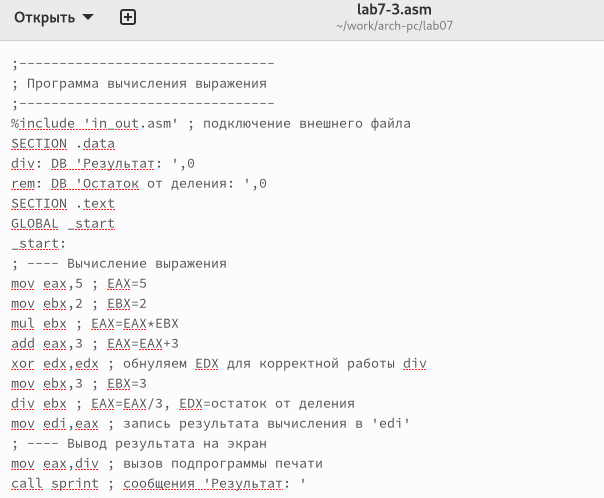 Открыть
lab7-3.asm
~/work/arch-pc/lab07
;--------------------------------
; Программа вычисления выражения
;--------------------------------
%include 'in_out.asm' ; подключение внешнего файла
SECTION .data
div: DB 'Результат: ',0
rem: DB 'Остаток от деления: ',0
SECTION .text
GLOBAL _start
_start:
; ---- Вычисление выражения
mov eax,5 ; EAX=5
mov ebx,2 ; EBX=2
mul ebx ; EAX=EAX*EBX
add eax,3 ; EAX=EAX+3
xor edx,edx ; обнуляем EDX для корректной работы div
mov ebx,3 ; EBX=3
div ebx ; EAX=EAX/3, EDX=остаток от деления
mov edi,eax ; запись результата вычисления в 'edi'
; ---- Вывод результата на экран
mov eax,div ; вызов подпрограммы печати
call sprint ; сообщения 'Результат: '